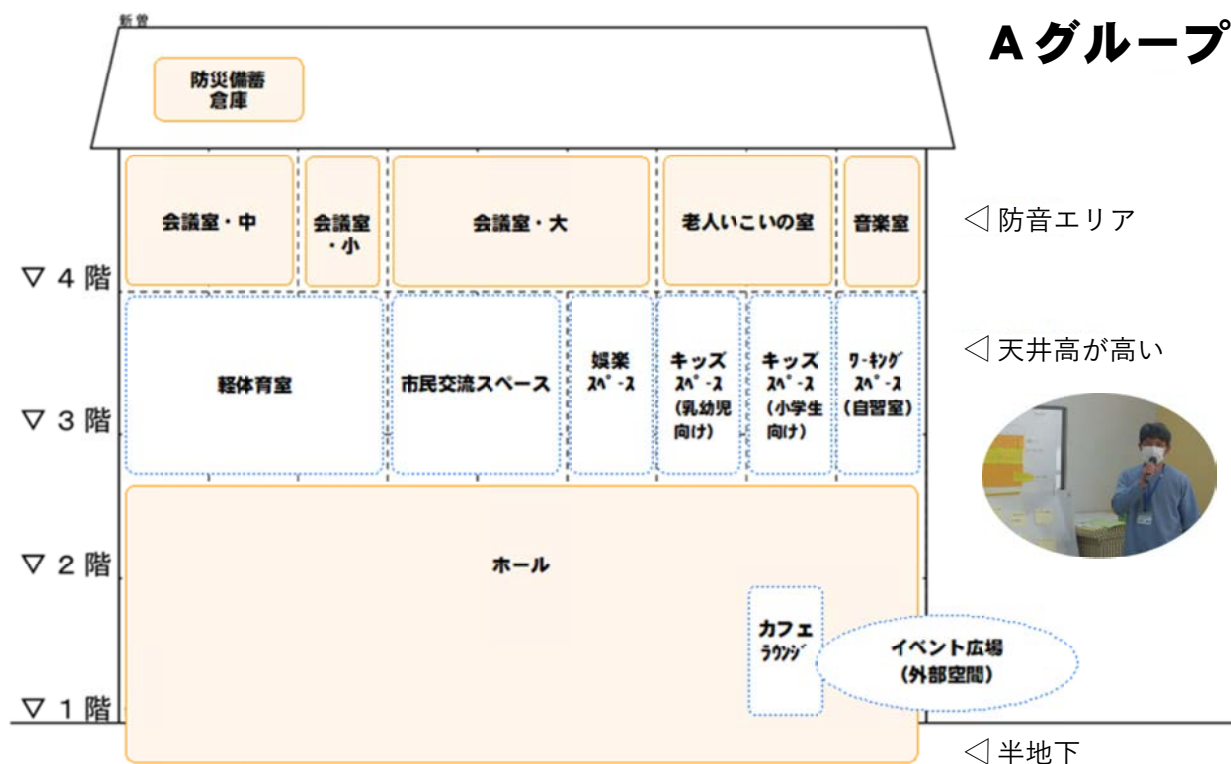 新曽
Aグループ
防災備蓄
倉庫
会議室・中
会議室
・小
会議室・大
老人いこいの室
音楽室
◁ 防音エリア
▽ 4 階
軽体育室
市民交流スペース
娯楽
ｽﾍﾟｰｽ
キッズ
ｽﾍﾟｰｽ
（乳幼児
向け）
キッズ
ｽﾍﾟｰｽ
（小学生
向け）
ﾜｰｷﾝｸﾞ
ｽﾍﾟｰｽ
（自習室）
◁ 天井高が高い
▽ 3 階
▽ 2 階
ホール
カフェ
ﾗｳﾝｼﾞ
イベント広場
（外部空間）
▽ 1 階
◁ 半地下